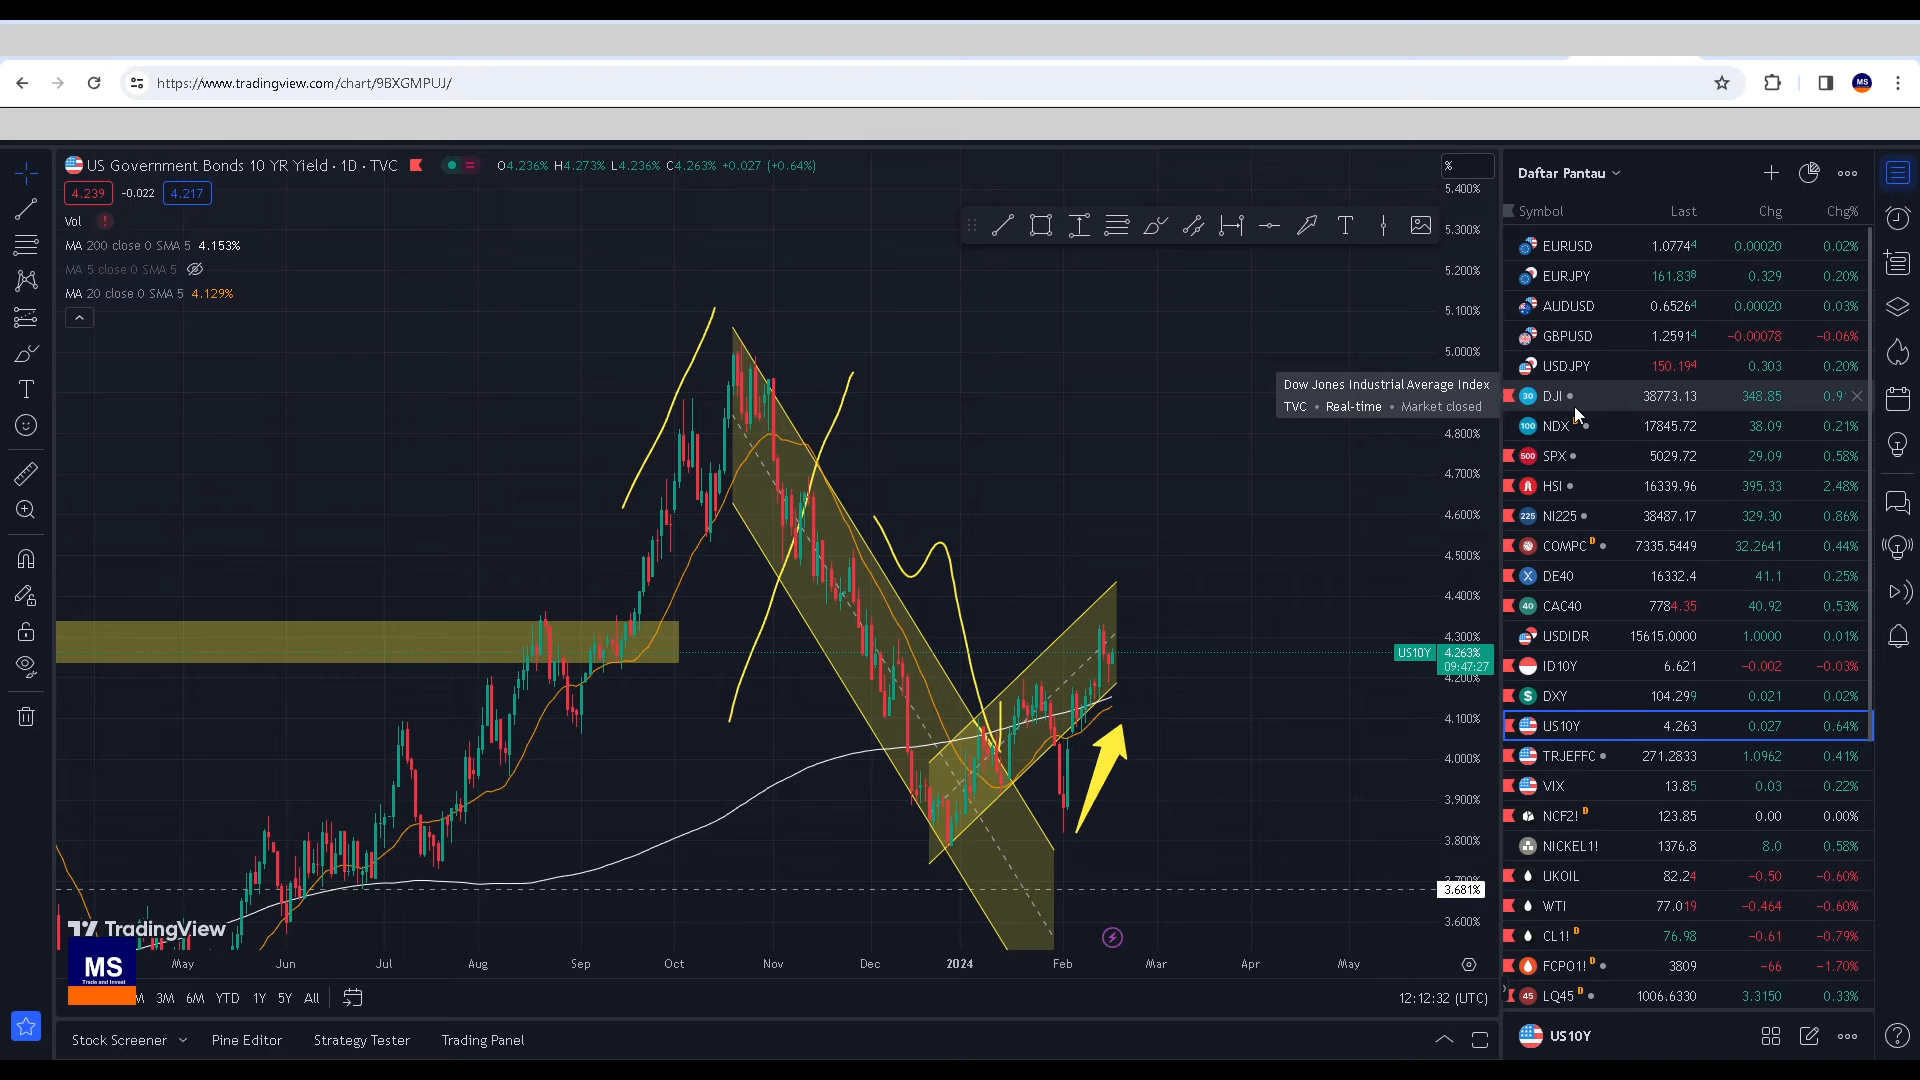 https://www.tradingview.com/chart/9BXGMPUJ/
MS
US Government Bonds 10 YR Yield · 1D · TVC
O4.236% H4.273% L4.236% C4.263% +0.027 (+0.64%)
4.239 -0.022 4.217
Vol
MA 200 close 0 SMA 5 4.153%
MA 5 close 0 SMA 5
MA 20 close 0 SMA 5 4.129%
%
5.400%
5.300%
5.200%
5.100%
5.000%
4.800%
4.700%
4.600%
4.500%
4.400%
4.300%
US10Y 4.263%
09:47:27
4.200%
4.100%
4.000%
3.900%
3.800%
3.681%
3.600%
Dow Jones Industrial Average Index
TVC • Real-time • Market closed
TradingView
MS
Trade and Invest
May Jun Jul Aug Sep Oct Nov Dec 2024 Feb Mar Apr May
3M 6M YTD 1Y 5Y All
12:12:32 (UTC)
Stock Screener Pine Editor Strategy Tester Trading Panel
Daftar Pantau
Symbol Last Chg Chg%
EURUSD 1.07744 0.00020 0.02%
EURJPY 161.838 0.329 0.20%
AUDUSD 0.65264 0.00020 0.03%
GBPUSD 1.25914 −0.00078 −0.06%
USDJPY 150.194 0.303 0.20%
30 DJI 38773.13 348.85
100 NDX 17845.72 38.09 0.21%
500 SPX 5029.72 29.09 0.58%
HSI 16339.96 395.33 2.48%
225 NI225 38487.17 329.30 0.86%
COMPC D 7335.5449 32.2641 0.44%
DE40 16332.4 41.1 0.25%
40 CAC40 7784.35 40.92 0.53%
USDIDR 15615.0000 1.0000 0.01%
ID10Y 6.621 −0.002 −0.03%
DXY 104.299 0.021 0.02%
US10Y 4.263 0.027 0.64%
TRJEFFC 271.2833 1.0962 0.41%
VIX 13.85 0.03 0.22%
NCF2! D 123.85 0.00 0.00%
NICKEL1! 1376.8 8.0 0.58%
UKOIL 82.24 −0.50 −0.60%
WTI 77.019 −0.464 −0.60%
CL1! D 76.98 −0.61 −0.79%
FCPO1! D 3809 −66 −1.70%
45 LQ45 D 1006.6330 3.3150 0.33%
US10Y